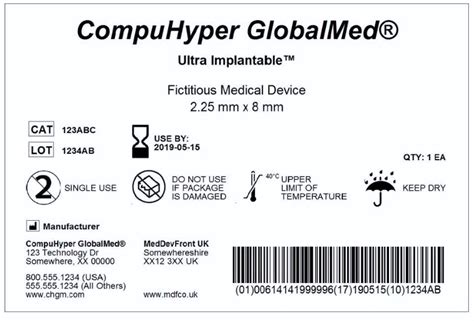 CompuHyper GlobalMed®
Ultra Implantable™
Fictitious Medical Device
2.25 mm x 8 mm
CAT 123ABC
LOT 1234AB
USE BY:
2019-05-15
QTY: 1 EA
2 SINGLE USE
DO NOT USE
IF PACKAGE
IS DAMAGED
40°C
UPPER
LIMIT OF
TEMPERATURE
KEEP DRY
Manufacturer
CompuHyper GlobalMed®
123 Technology Dr
Somewhere, XX 00000
800.555.1234 (USA)
555.555.1234 (All Others)
www.chgm.com
MedDevFront UK
Somewhereshire
XX12 3XX UK
www.mdfco.uk
(01)00614141999996(17)190515(10)1234AB